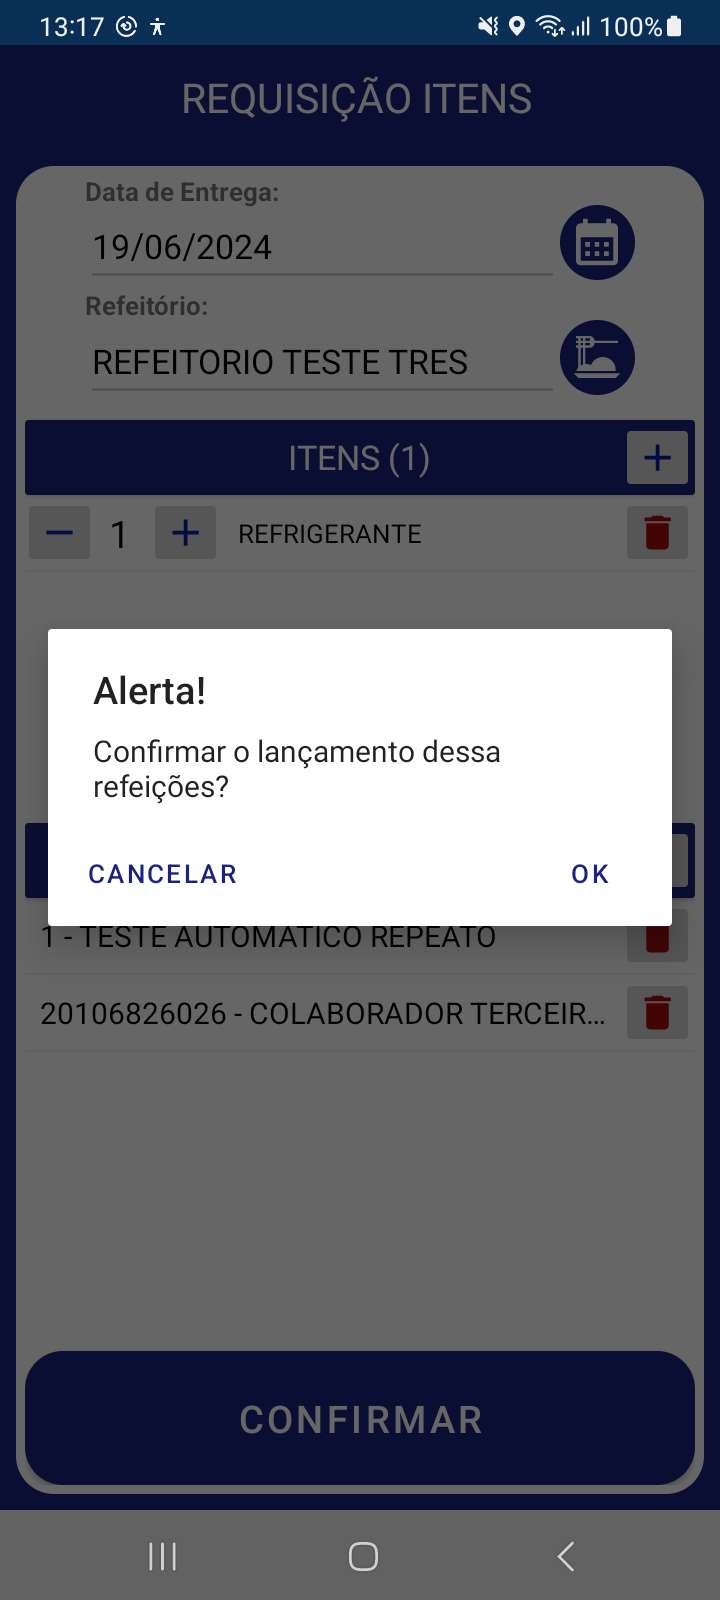 13:17 100%
REQUISIÇÃO ITENS
Data de Entrega:
19/06/2024
Refeitório:
REFEITORIO TESTE TRES
ITENS (1)
1 REFRIGERANTE
Alerta!
Confirmar o lançamento dessa
refeições?
CANCELAR OK
1 - TESTE AUTOMATICO REPEATO
20106826026 - COLABORADOR TERCEIR...
CONFIRMAR